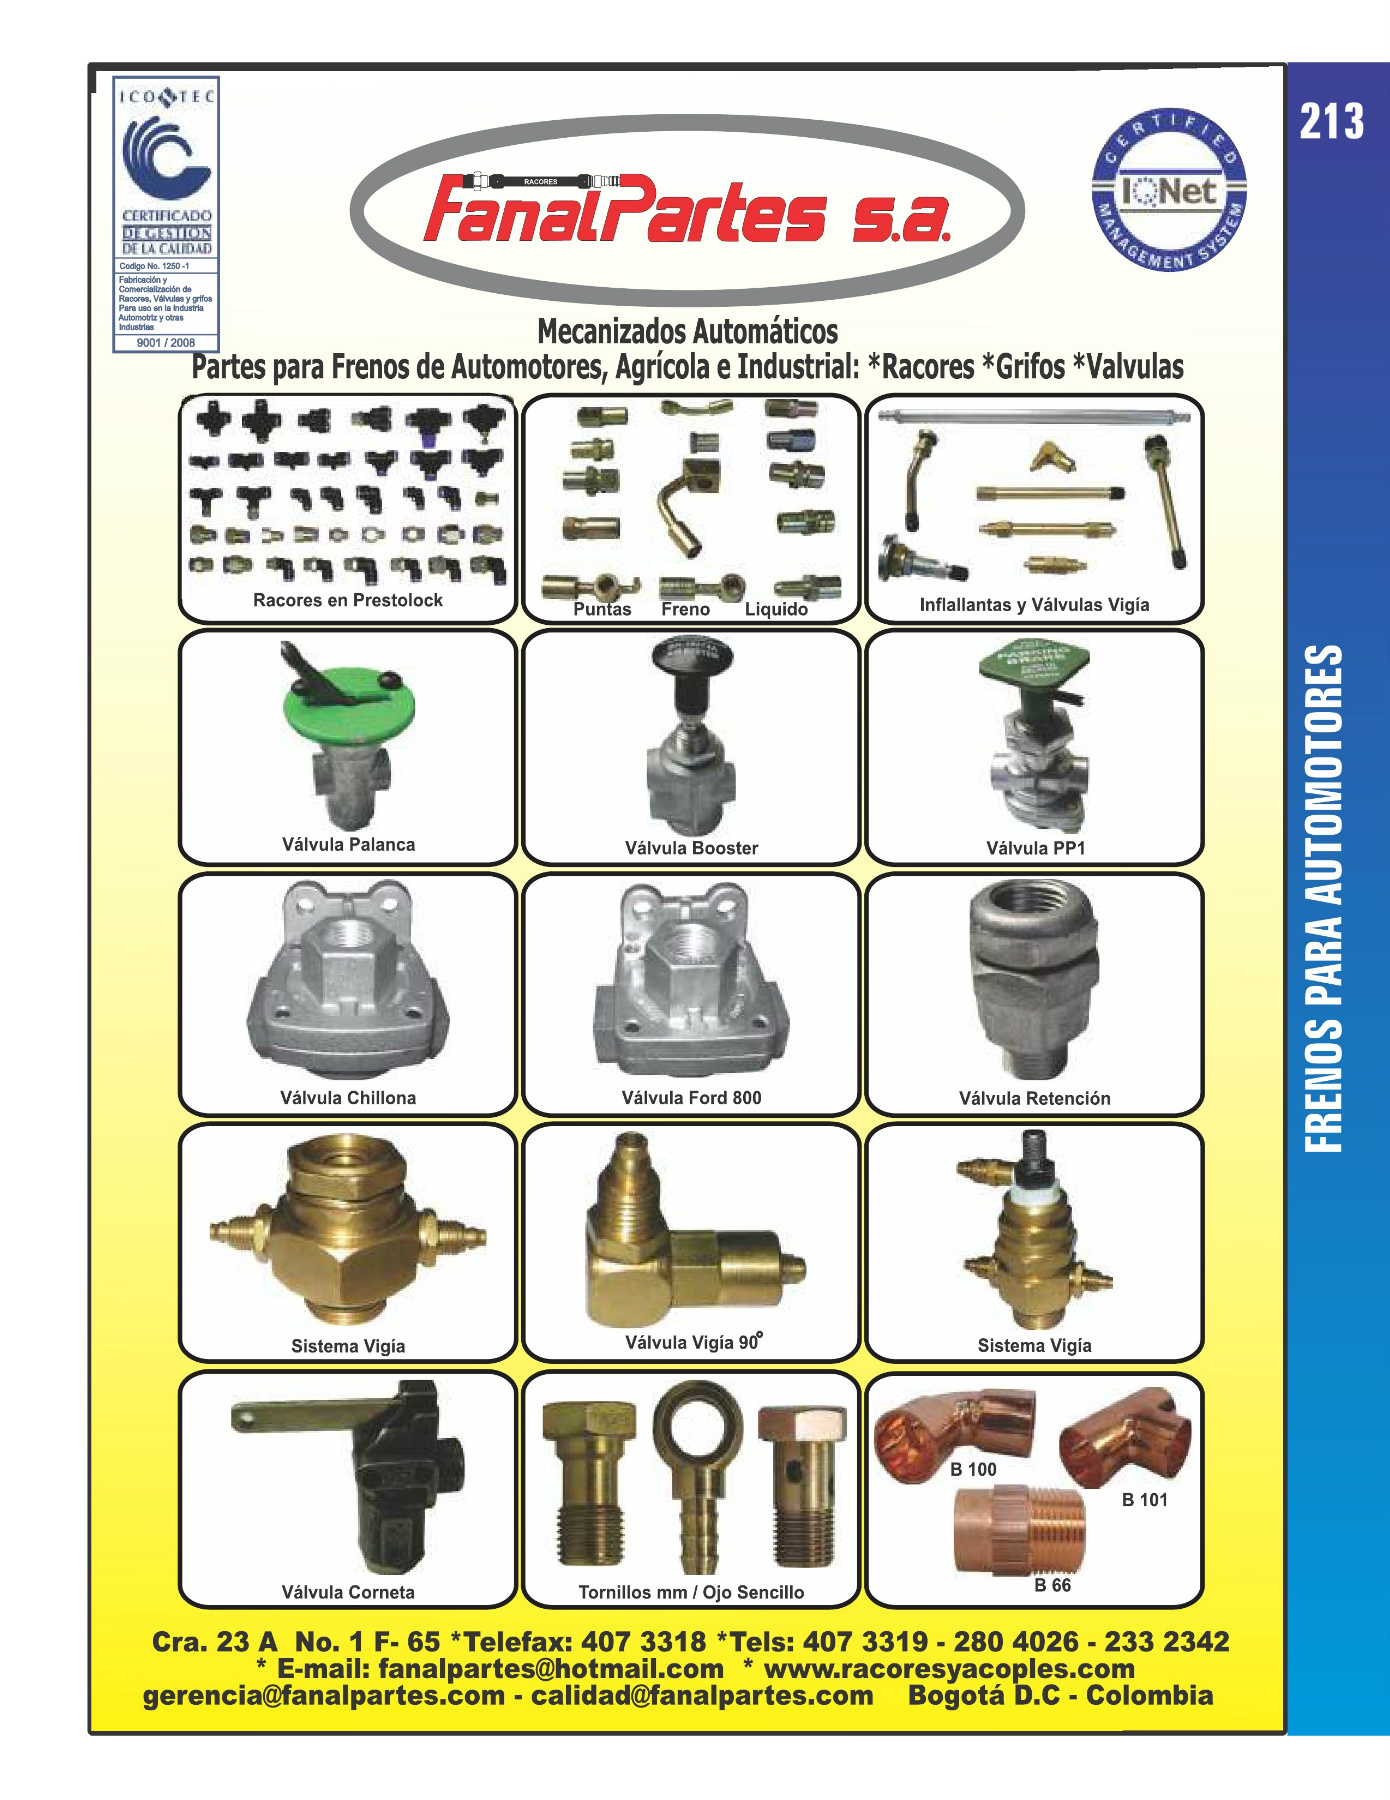 ICONTEC
CERTIFICADO
DE GESTION
DE LA CALIDAD
Codigo No. 1250 -1
Fabricación y
Comercialización de
Racores, Válvulas y grifos
Para uso en la Industria
Automotriz y otras
Industrias
9001 / 2008
RACORES
FanalPartes s.a.
CERTIFIED
IQNet
MANAGEMENT SYSTEM
213
Mecanizados Automáticos
Partes para Frenos de Automotores, Agrícola e Industrial: *Racores *Grifos *Valvulas
Racores en Prestolock
Puntas Freno Liquido
Inflallantas y Válvulas Vigía
PARKING
BRAKE
Válvula Palanca
Válvula Booster
Válvula PP1
Válvula Chillona
Válvula Ford 800
Válvula Retención
Sistema Vigía
Válvula Vigía 90°
Sistema Vigía
Válvula Corneta
Tornillos mm / Ojo Sencillo
B 100
B 101
B 66
FRENOS PARA AUTOMOTORES
Cra. 23 A No. 1 F- 65 *Telefax: 407 3318 *Tels: 407 3319 - 280 4026 - 233 2342
* E-mail: fanalpartes@hotmail.com * www.racoresyacoples.com
gerencia@fanalpartes.com - calidad@fanalpartes.com Bogotá D.C - Colombia